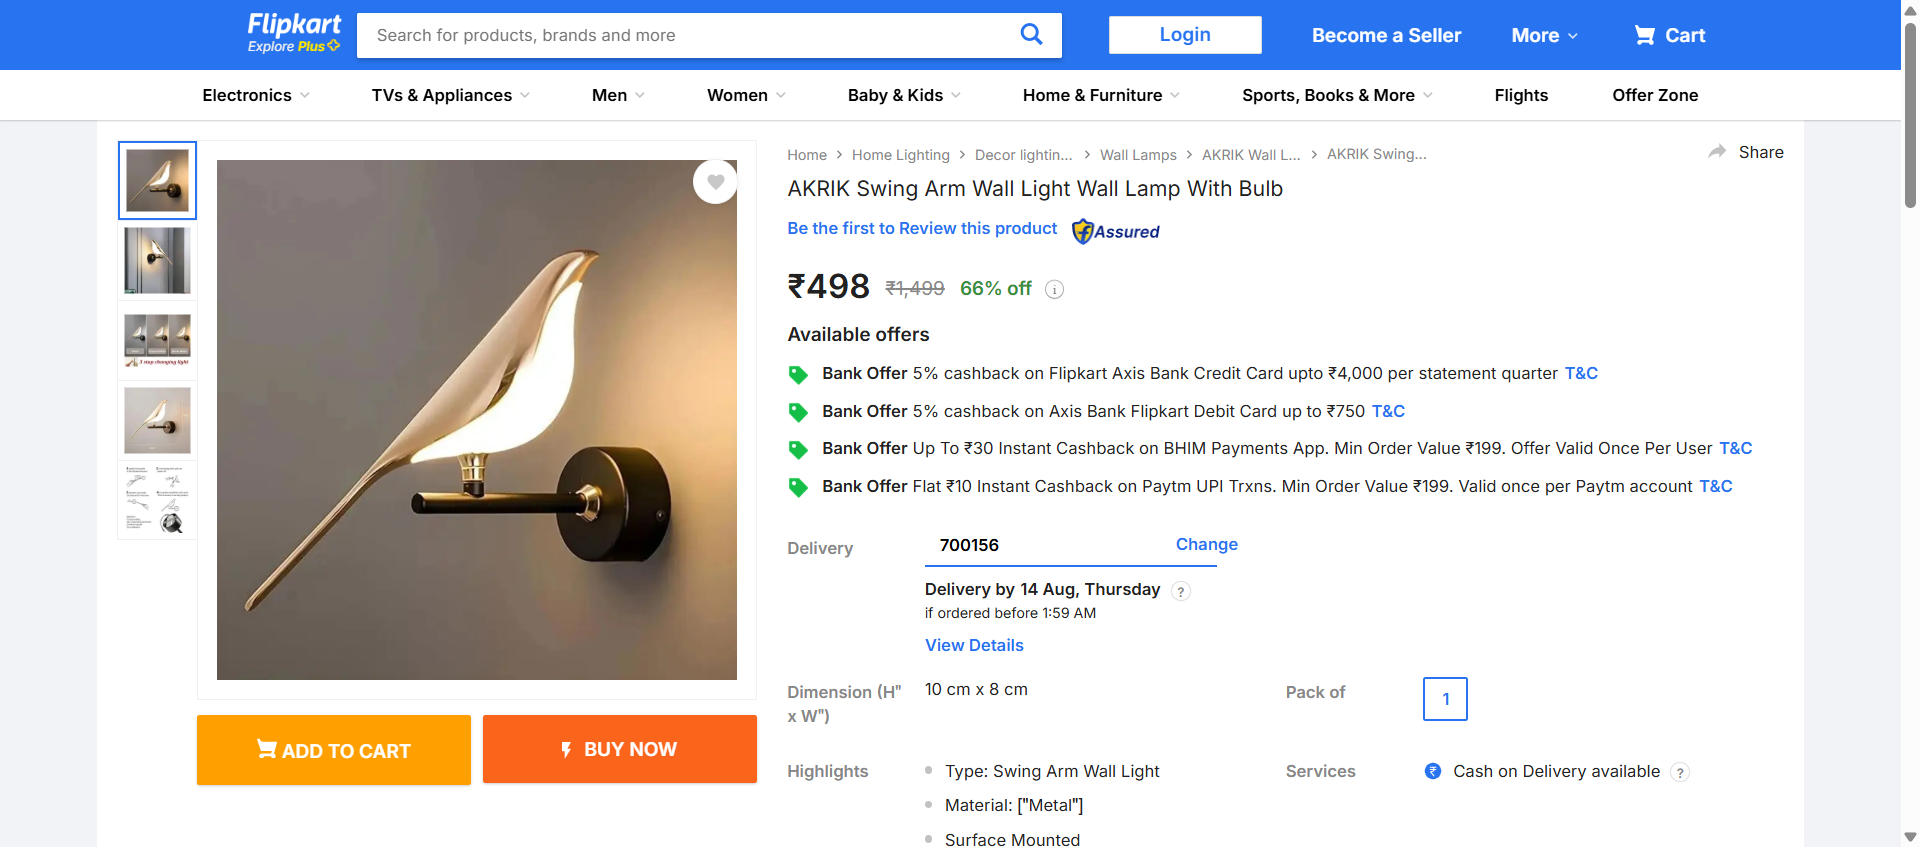 Flipkart
Explore Plus
Search for products, brands and more
Login
Become a Seller
More
Cart
Electronics
TVs & Appliances
Men
Women
Baby & Kids
Home & Furniture
Sports, Books & More
Flights
Offer Zone
3 step changing light
Home > Home Lighting > Decor lightin... > Wall Lamps > AKRIK Wall L... > AKRIK Swing...
Share
AKRIK Swing Arm Wall Light Wall Lamp With Bulb
Be the first to Review this product
Assured
₹498 ₹1,499 66% off
Available offers
Bank Offer 5% cashback on Flipkart Axis Bank Credit Card upto ₹4,000 per statement quarter T&C
Bank Offer 5% cashback on Axis Bank Flipkart Debit Card up to ₹750 T&C
Bank Offer Up To ₹30 Instant Cashback on BHIM Payments App. Min Order Value ₹199. Offer Valid Once Per User T&C
Bank Offer Flat ₹10 Instant Cashback on Paytm UPI Trxns. Min Order Value ₹199. Valid once per Paytm account T&C
Delivery
700156
Change
Delivery by 14 Aug, Thursday ?
if ordered before 1:59 AM
View Details
Dimension (H"
x W")
10 cm x 8 cm
Pack of
1
ADD TO CART
BUY NOW
Highlights
Type: Swing Arm Wall Light
Material: ["Metal"]
Surface Mounted
Services
₹ Cash on Delivery available ?